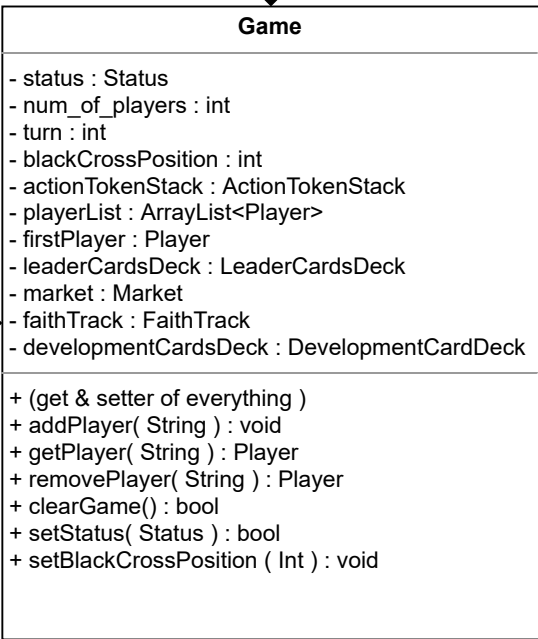 Game
- status : Status
- num_of_players : int
- turn : int
- blackCrossPosition : int
- actionTokenStack : ActionTokenStack
- playerList : ArrayList<Player>
- firstPlayer : Player
- leaderCardsDeck : LeaderCardsDeck
- market : Market
- faithTrack : FaithTrack
- developmentCardsDeck : DevelopmentCardDeck
+ (get & setter of everything )
+ addPlayer( String ) : void
+ getPlayer( String ) : Player
+ removePlayer( String ) : Player
+ clearGame() : bool
+ setStatus( Status ) : bool
+ setBlackCrossPosition ( Int ) : void